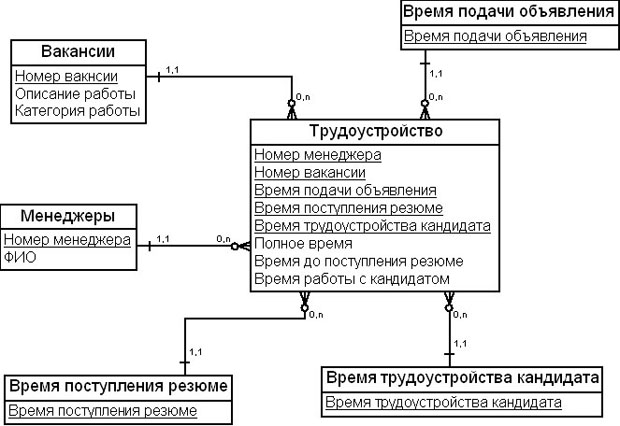 Время подачи объявления
Время подачи объявления
1,1
0,n
Вакансии
Номер вакнсии
Описание работы
Категория работы
1,1
0,n
Трудоустройство
Номер менеджера
Номер вакансии
Время подачи объявления
Время поступления резюме
Время трудоустройства кандидата
Полное время
Время до поступления резюме
Время работы с кандидатом
Менеджеры
Номер менеджера
ФИО
1,1
0,n
0,n
1,1
Время поступления резюме
Время поступления резюме
0,n
1,1
Время трудоустройства кандидата
Время трудоустройства кандидата